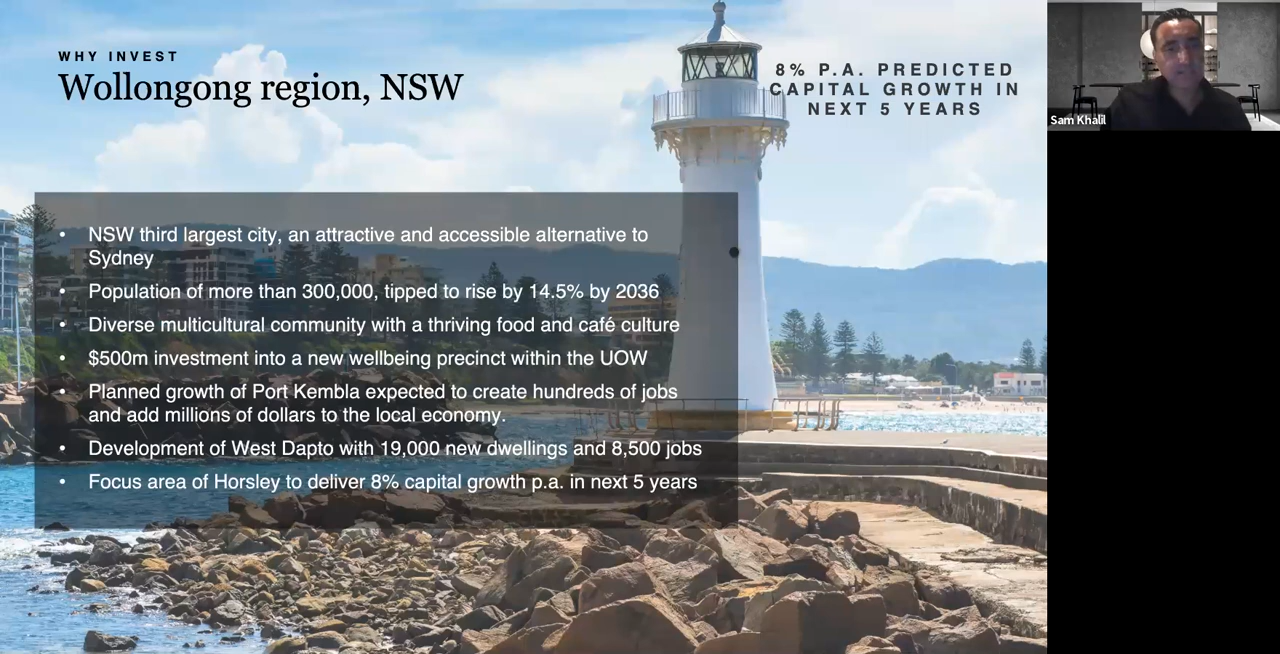 WHY INVEST
Wollongong region, NSW
8% P.A. PREDICTED
CAPITAL GROWTH IN
NEXT 5 YEARS
• NSW third largest city, an attractive and accessible alternative to
Sydney
• Population of more than 300,000, tipped to rise by 14.5% by 2036
• Diverse multicultural community with a thriving food and café culture
• $500m investment into a new wellbeing precinct within the UOW
• Planned growth of Port Kembla expected to create hundreds of jobs
and add millions of dollars to the local economy.
• Development of West Dapto with 19,000 new dwellings and 8,500 jobs
• Focus area of Horsley to deliver 8% capital growth p.a. in next 5 years
Sam Khalil